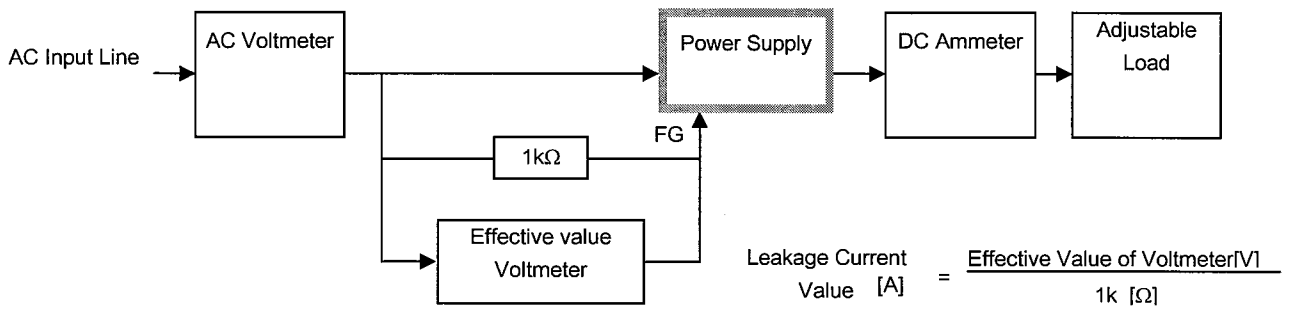 AC Input Line
AC Voltmeter
Power Supply
DC Ammeter
Adjustable
Load
FG
1kΩ
Effective value
Voltmeter
Leakage Current
Value [A]
=
Effective Value of Voltmeter[V]
1k [Ω]